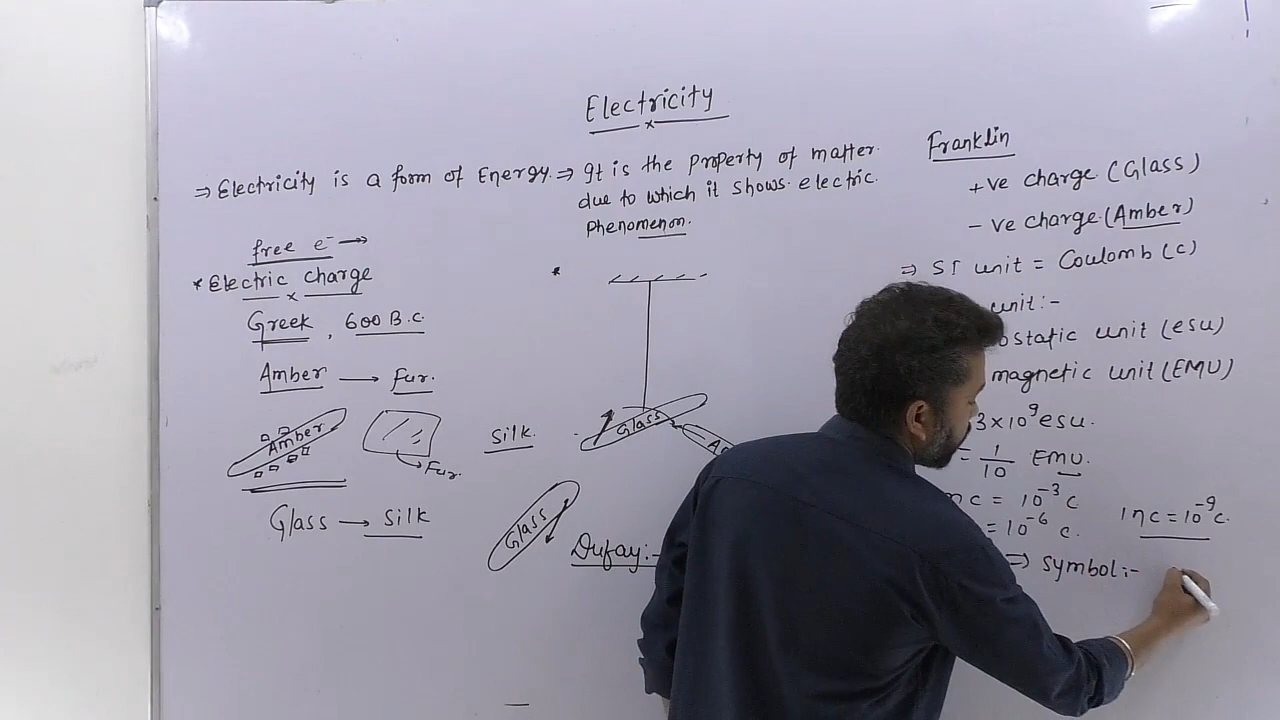 Electricity
⇒ Electricity is a form of Energy.
free e⁻ →
* Electric charge
Greek, 600 B.C.
Amber → Fur.
Amber
Fur.
Glass → silk
⇒ It is the property of matter.
due to which it shows electric.
Phenomenon.
*
Silk.
Glass
Glass
Dufay:-
Franklin
+ve charge (Glass)
-ve charge (Amber)
⇒ SI unit = Coulomb (c)
unit:-
static unit (esu)
magnetic unit (EMU)
3×10⁹ esu.
= 1/10 EMU.
c = 10⁻³ c
= 10⁻⁶ c.
1ηc = 10⁻⁹c.
⇒ symbol:-